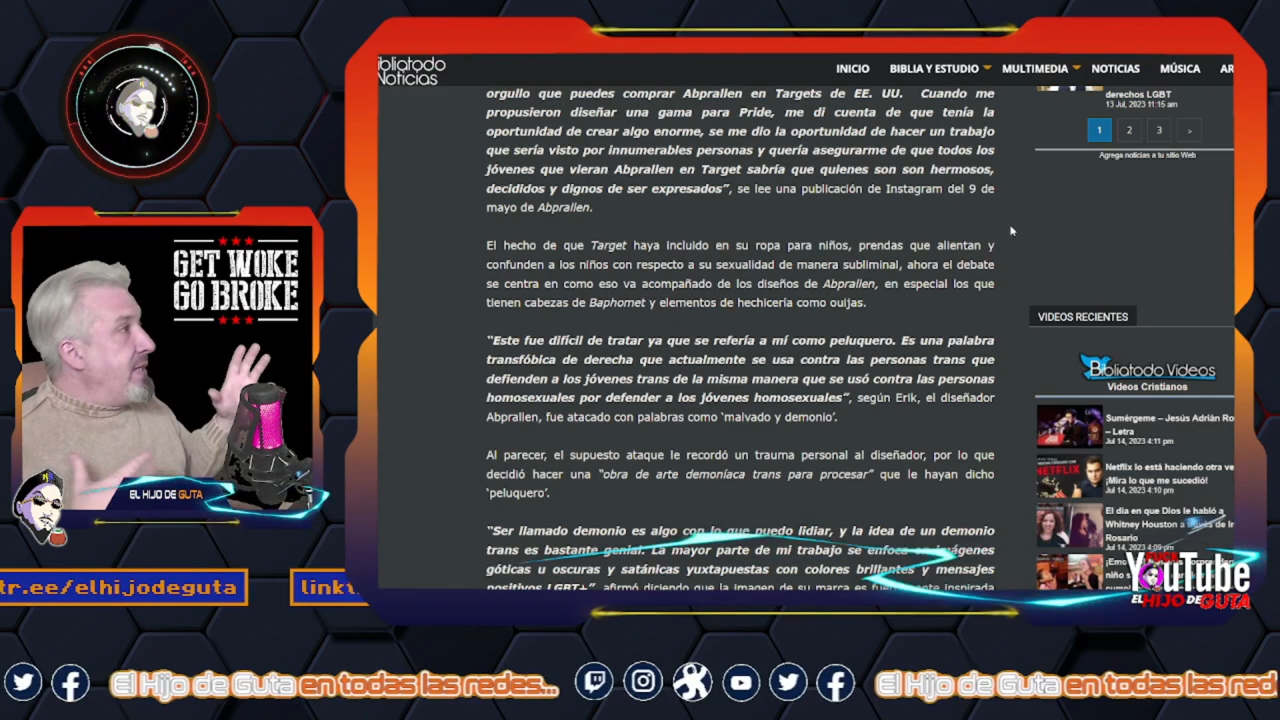 GET WOKE
GO BROKE
EL HIJO DE GUTA
tr.ee/elhijodeguta
linkt
Bibliatodo
Noticias
INICIO
BIBLIA Y ESTUDIO
MULTIMEDIA
NOTICIAS
MÚSICA
AR
orgullo que puedes comprar Abprallen en Targets de EE. UU. Cuando me
propusieron diseñar una gama para Pride, me di cuenta de que tenía la
oportunidad de crear algo enorme, se me dio la oportunidad de hacer un trabajo
que sería visto por innumerables personas y quería asegurarme de que todos los
jóvenes que vieran Abprallen en Target sabría que quienes son son hermosos,
decididos y dignos de ser expresados”, se lee una publicación de Instagram del 9 de
mayo de Abprallen.
El hecho de que Target haya incluido en su ropa para niños, prendas que alientan y
confunden a los niños con respecto a su sexualidad de manera subliminal, ahora el debate
se centra en como eso va acompañado de los diseños de Abprallen, en especial los que
tienen cabezas de Baphomet y elementos de hechicería como ouijas.
“Este fue difícil de tratar ya que se refería a mí como peluquero. Es una palabra
transfóbica de derecha que actualmente se usa contra las personas trans que
defienden a los jóvenes trans de la misma manera que se usó contra las personas
homosexuales por defender a los jóvenes homosexuales”, según Erik, el diseñador
Abprallen, fue atacado con palabras como ‘malvado y demonio’.
Al parecer, el supuesto ataque le recordó un trauma personal al diseñador, por lo que
decidió hacer una “obra de arte demoníaca trans para procesar” que le hayan dicho
‘peluquero’.
“Ser llamado demonio es algo con lo que puedo lidiar, y la idea de un demonio
trans es bastante genial. La mayor parte de mi trabajo se enfoca en imágenes
góticas u oscuras y satánicas yuxtapuestas con colores brillantes y mensajes
positivos LGBT+”, afirmó diciendo que la imagen de su marca es inspirada
derechos LGBT
13 Jul, 2023 11:15 am
1
2
3
>
Agrega noticias a tu sitio Web
VIDEOS RECIENTES
Bibliatodo Videos
Videos Cristianos
Sumérgeme – Jesús Adrián Ro
– Letra
Jul 14, 2023 4:11 pm
Netflix lo está haciendo otra ve
¡Mira lo que me sucedió!
Jul 14, 2023 4:10 pm
El día en que Dios le habló a
Whitney Houston a través de
Rosario
Jul 14, 2023 4:09 pm
YouTube
EL HIJO DE GUTA
El Hijo de Guta en todas las redes...
El Hijo de Guta en todas las red